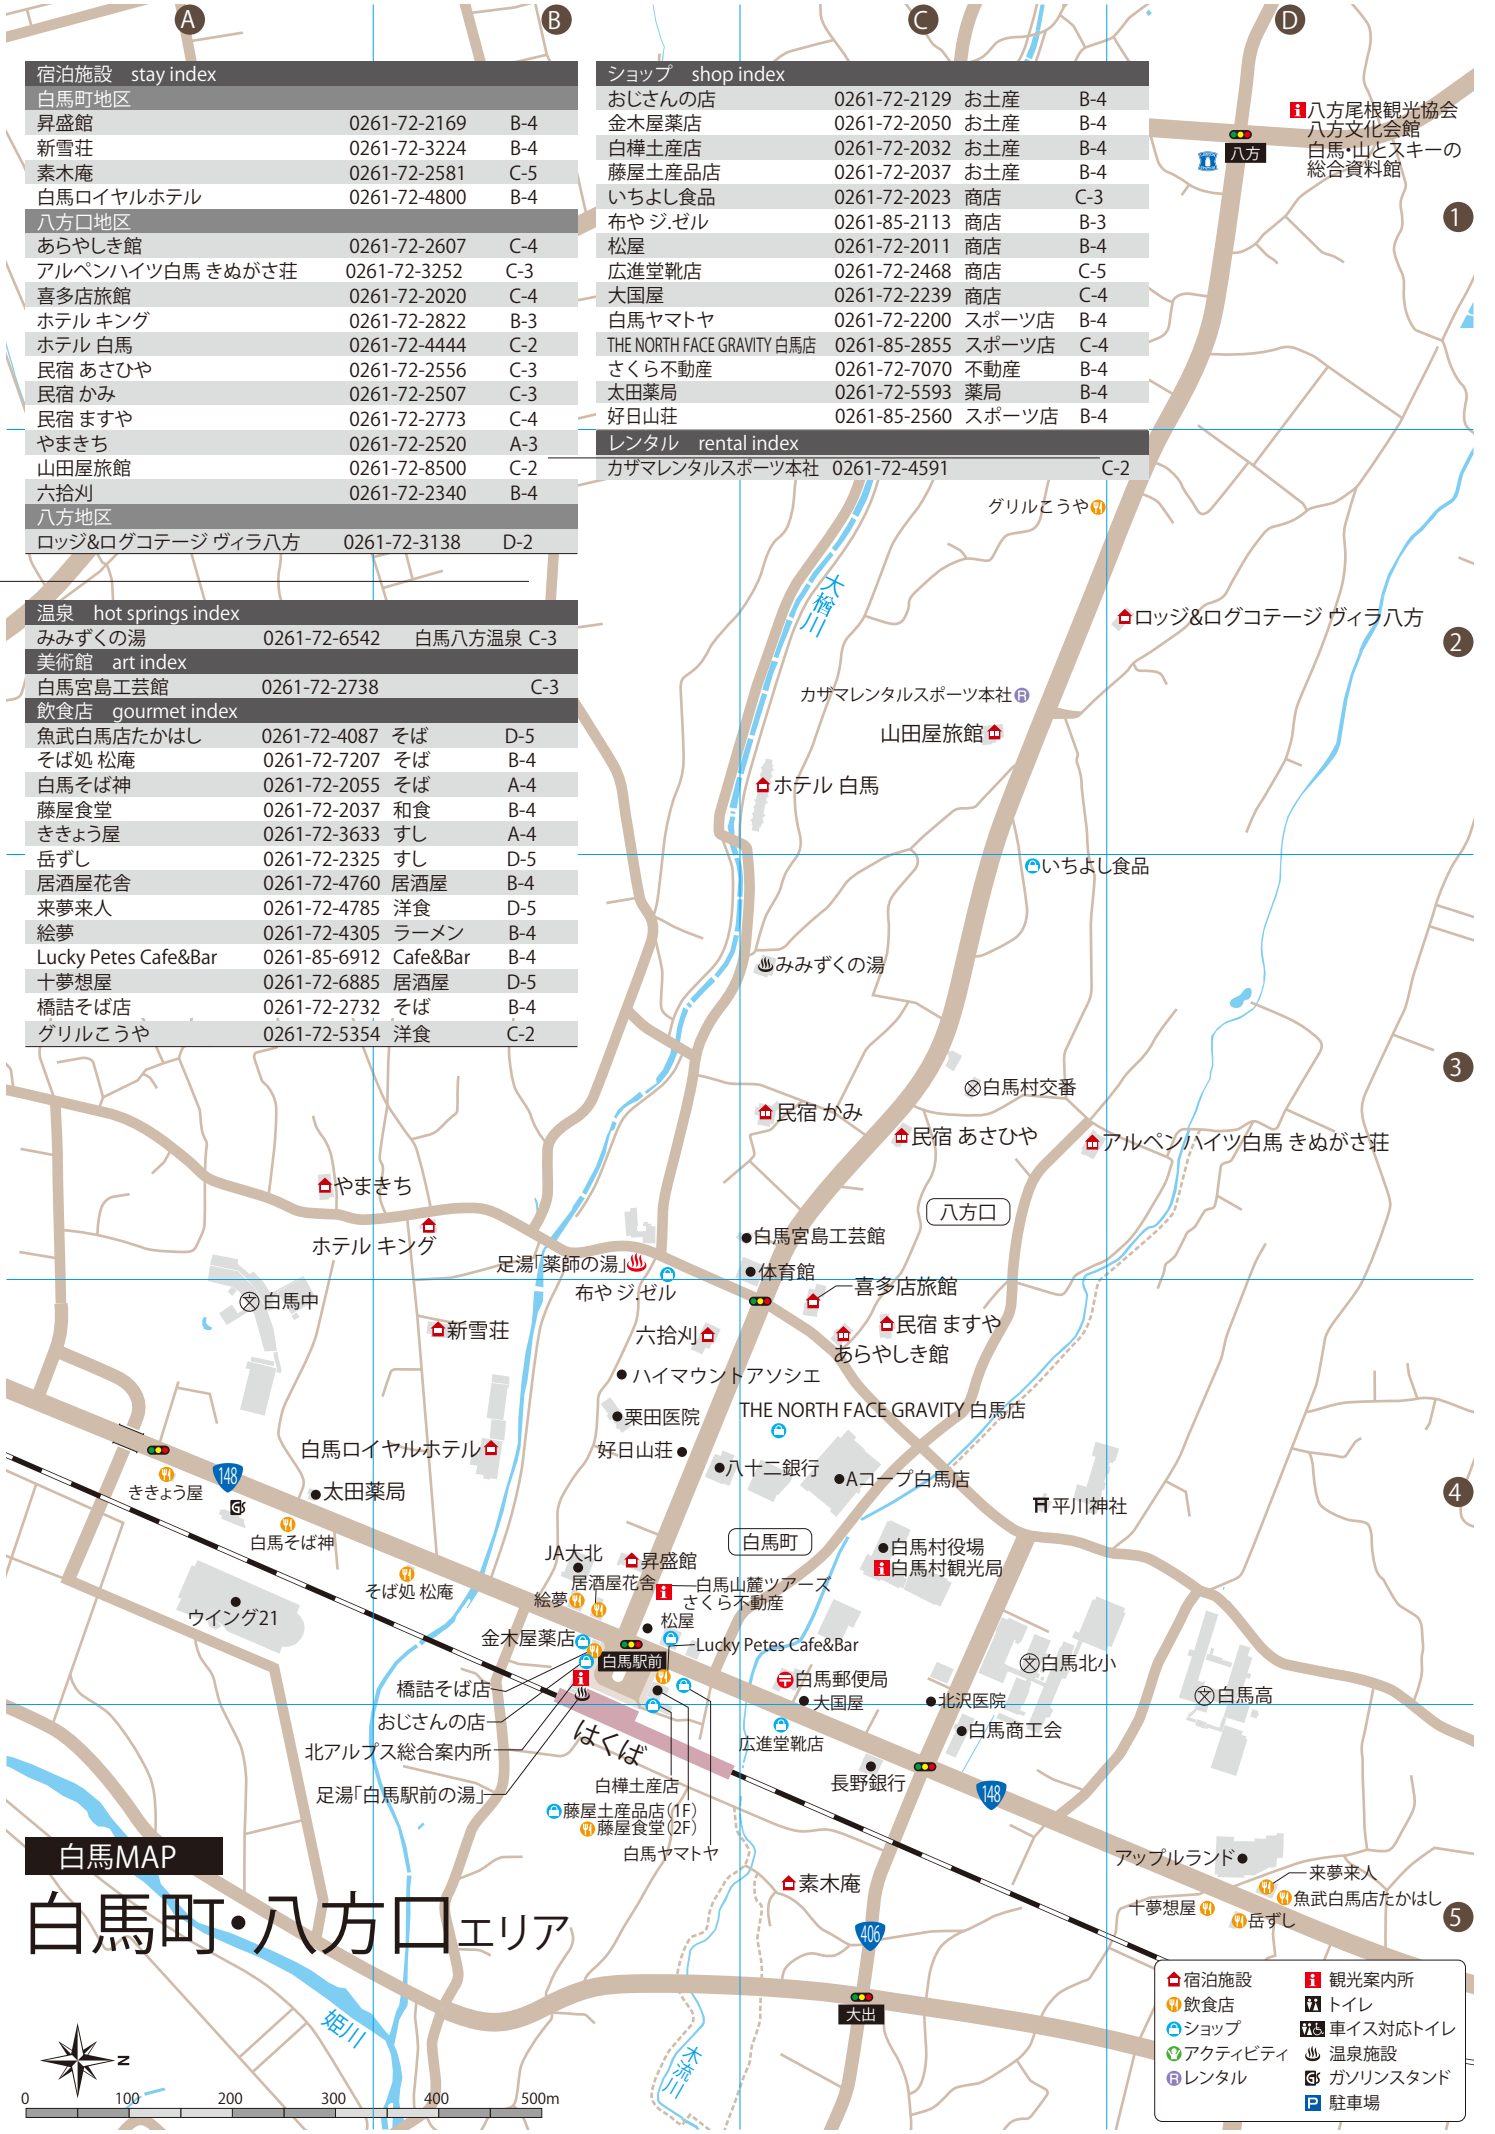 A
B
C
D
宿泊施設 stay index
白馬町地区
昇盛館 0261-72-2169 B-4
新雪荘 0261-72-3224 B-4
素木庵 0261-72-2581 C-5
白馬ロイヤルホテル 0261-72-4800 B-4
八方口地区
あらやしき館 0261-72-2607 C-4
アルペンハイツ白馬 きぬがさ荘 0261-72-3252 C-3
喜多店旅館 0261-72-2020 C-4
ホテル キング 0261-72-2822 B-3
ホテル 白馬 0261-72-4444 C-2
民宿 あさひや 0261-72-2556 C-3
民宿 かみ 0261-72-2507 C-3
民宿 ますや 0261-72-2773 C-4
やまきち 0261-72-2520 A-3
山田屋旅館 0261-72-8500 C-2
六拾刈 0261-72-2340 B-4
八方地区
ロッジ&ログコテージ ヴィラ八方 0261-72-3138 D-2
ショップ shop index
おじさんの店 0261-72-2129 お土産 B-4
金木屋薬店 0261-72-2050 お土産 B-4
白樺土産店 0261-72-2032 お土産 B-4
藤屋土産品店 0261-72-2037 お土産 B-4
いちよし食品 0261-72-2023 商店 C-3
布や ジ.ゼル 0261-85-2113 商店 B-3
松屋 0261-72-2011 商店 B-4
広進堂靴店 0261-72-2468 商店 C-5
大国屋 0261-72-2239 商店 C-4
白馬ヤマトヤ 0261-72-2200 スポーツ店 B-4
THE NORTH FACE GRAVITY 白馬店 0261-85-2855 スポーツ店 C-4
さくら不動産 0261-72-7070 不動産 B-4
太田薬局 0261-72-5593 薬局 B-4
好日山荘 0261-85-2560 スポーツ店 B-4
レンタル rental index
カザマレンタルスポーツ本社 0261-72-4591 C-2
温泉 hot springs index
みみずくの湯 0261-72-6542 白馬八方温泉 C-3
美術館 art index
白馬宮島工芸館 0261-72-2738 C-3
飲食店 gourmet index
魚武白馬店たかはし 0261-72-4087 そば D-5
そば処 松庵 0261-72-7207 そば B-4
白馬そば神 0261-72-2055 そば A-4
藤屋食堂 0261-72-2037 和食 B-4
ききょう屋 0261-72-3633 すし A-4
岳ずし 0261-72-2325 すし D-5
居酒屋花舎 0261-72-4760 居酒屋 B-4
来夢来人 0261-72-4785 洋食 D-5
絵夢 0261-72-4305 ラーメン B-4
Lucky Petes Cafe&Bar 0261-85-6912 Cafe&Bar B-4
十夢想屋 0261-72-6885 居酒屋 D-5
橋詰そば店 0261-72-2732 そば B-4
グリルこうや 0261-72-5354 洋食 C-2
八方尾根観光協会
八方文化会館
白馬・山とスキーの
総合資料館
八方
1
グリルこうや
大楢川
ロッジ&ログコテージ ヴィラ八方
2
カザマレンタルスポーツ本社 R
山田屋旅館
ホテル 白馬
いちよし食品
みみずくの湯
3
白馬村交番
民宿 かみ
民宿 あさひや
アルペンハイツ白馬 きぬがさ荘
やまきち
八方口
ホテル キング
白馬宮島工芸館
足湯「薬師の湯」
体育館
布や ジ.ゼル
喜多店旅館
文 白馬中
新雪荘
六拾刈
民宿 ますや
あらやしき館
ハイマウントアソシエ
THE NORTH FACE GRAVITY 白馬店
栗田医院
白馬ロイヤルホテル
好日山荘
八十二銀行
Aコープ白馬店
148
ききょう屋
太田薬局
4
平川神社
白馬そば神
白馬町
白馬村役場
白馬村観光局
JA大北
昇盛館
居酒屋花舎
白馬山麓ツアーズ
さくら不動産
そば処 松庵
絵夢
ウイング21
松屋
金木屋薬店
Lucky Petes Cafe&Bar
白馬駅前
文 白馬北小
白馬郵便局
橋詰そば店
文 白馬高
大国屋
北沢医院
おじさんの店
白馬商工会
はくば
広進堂靴店
北アルプス総合案内所
長野銀行
足湯「白馬駅前の湯」
白樺土産店
148
藤屋土産品店(1F)
藤屋食堂(2F)
白馬ヤマトヤ
アップルランド
来夢来人
素木庵
魚武白馬店たかはし
十夢想屋
岳ずし
5
406
大出
白馬MAP
白馬町・八方口エリア
姫川
木流川
N
0 100 200 300 400 500m
宿泊施設
飲食店
ショップ
アクティビティ
R レンタル
i 観光案内所
トイレ
車イス対応トイレ
温泉施設
GS ガソリンスタンド
P 駐車場